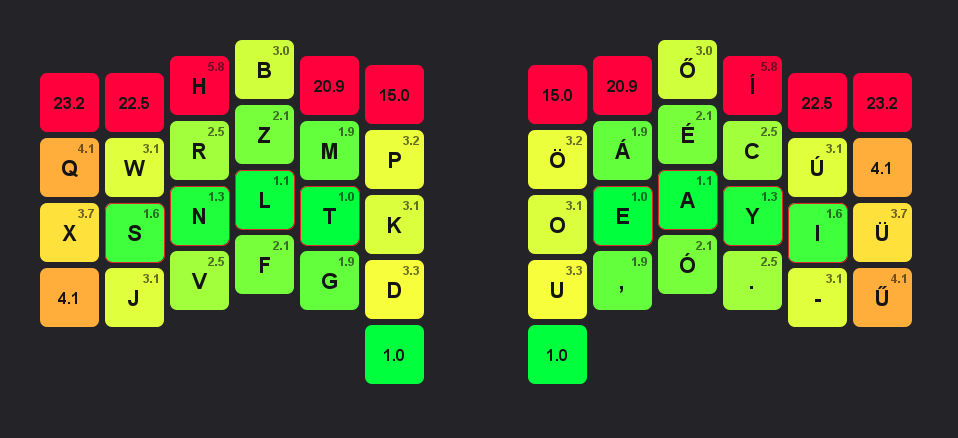 23.2 22.5 H 5.8 B 3.0 20.9 15.0 15.0 20.9 Ő 3.0 Í 5.8 22.5 23.2
Q 4.1 W 3.1 R 2.5 Z 2.1 M 1.9 P 3.2 Ö 3.2 Á 1.9 É 2.1 C 2.5 Ú 3.1 4.1
X 3.7 S 1.6 N 1.3 L 1.1 T 1.0 K 3.1 O 3.1 E 1.0 A 1.1 Y 1.3 I 1.6 Ü 3.7
4.1 J 3.1 V 2.5 F 2.1 G 1.9 D 3.3 U 3.3 , 1.9 Ó 2.1 . 2.5 - 3.1 Ű 4.1
1.0 1.0